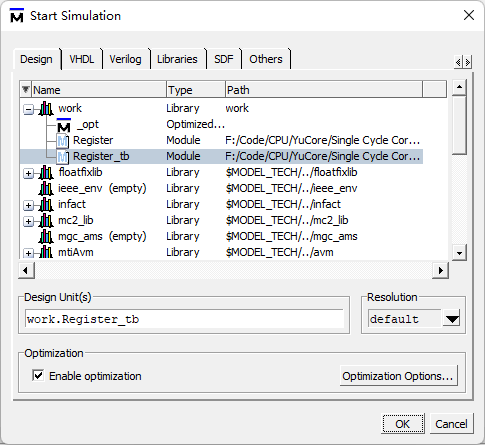 Start Simulation
Design VHDL Verilog Libraries SDF Others
Name Type Path
work Library work
_opt Optimized...
Register Module F:/Code/CPU/YuCore/Single Cycle Cor...
Register_tb Module F:/Code/CPU/YuCore/Single Cycle Cor...
floatfixlib Library $MODEL_TECH/../floatfixlib
ieee_env (empty) Library $MODEL_TECH/../ieee_env
infact Library $MODEL_TECH/../infact
mc2_lib Library $MODEL_TECH/../mc2_lib
mgc_ams (empty) Library $MODEL_TECH/../mgc_ams
mtiAvm Library $MODEL_TECH/../avm
Design Unit(s) Resolution
work.Register_tb default
Optimization
Enable optimization Optimization Options...
OK Cancel